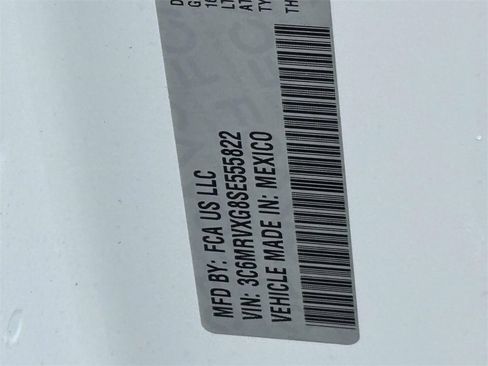 MFD BY: FCA US LLC
VIN: 3C6MRVXG8SE555822
VEHICLE MADE IN: MEXICO